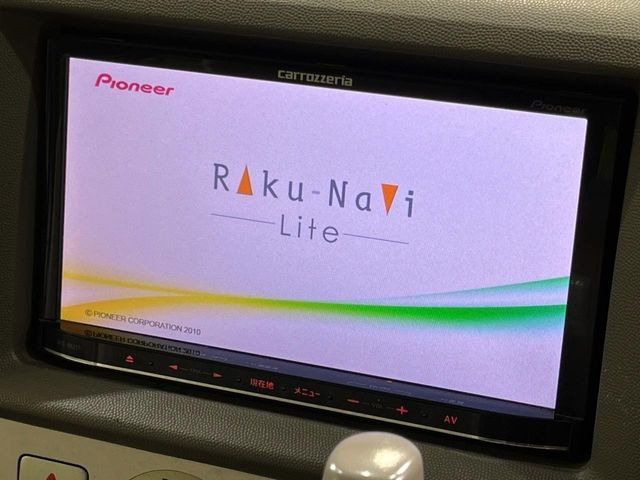 carrozzeria
Pioneer
Pioneer
Raku-Navi
Lite
© PIONEER CORPORATION 2010
現在地
メニュー
AV